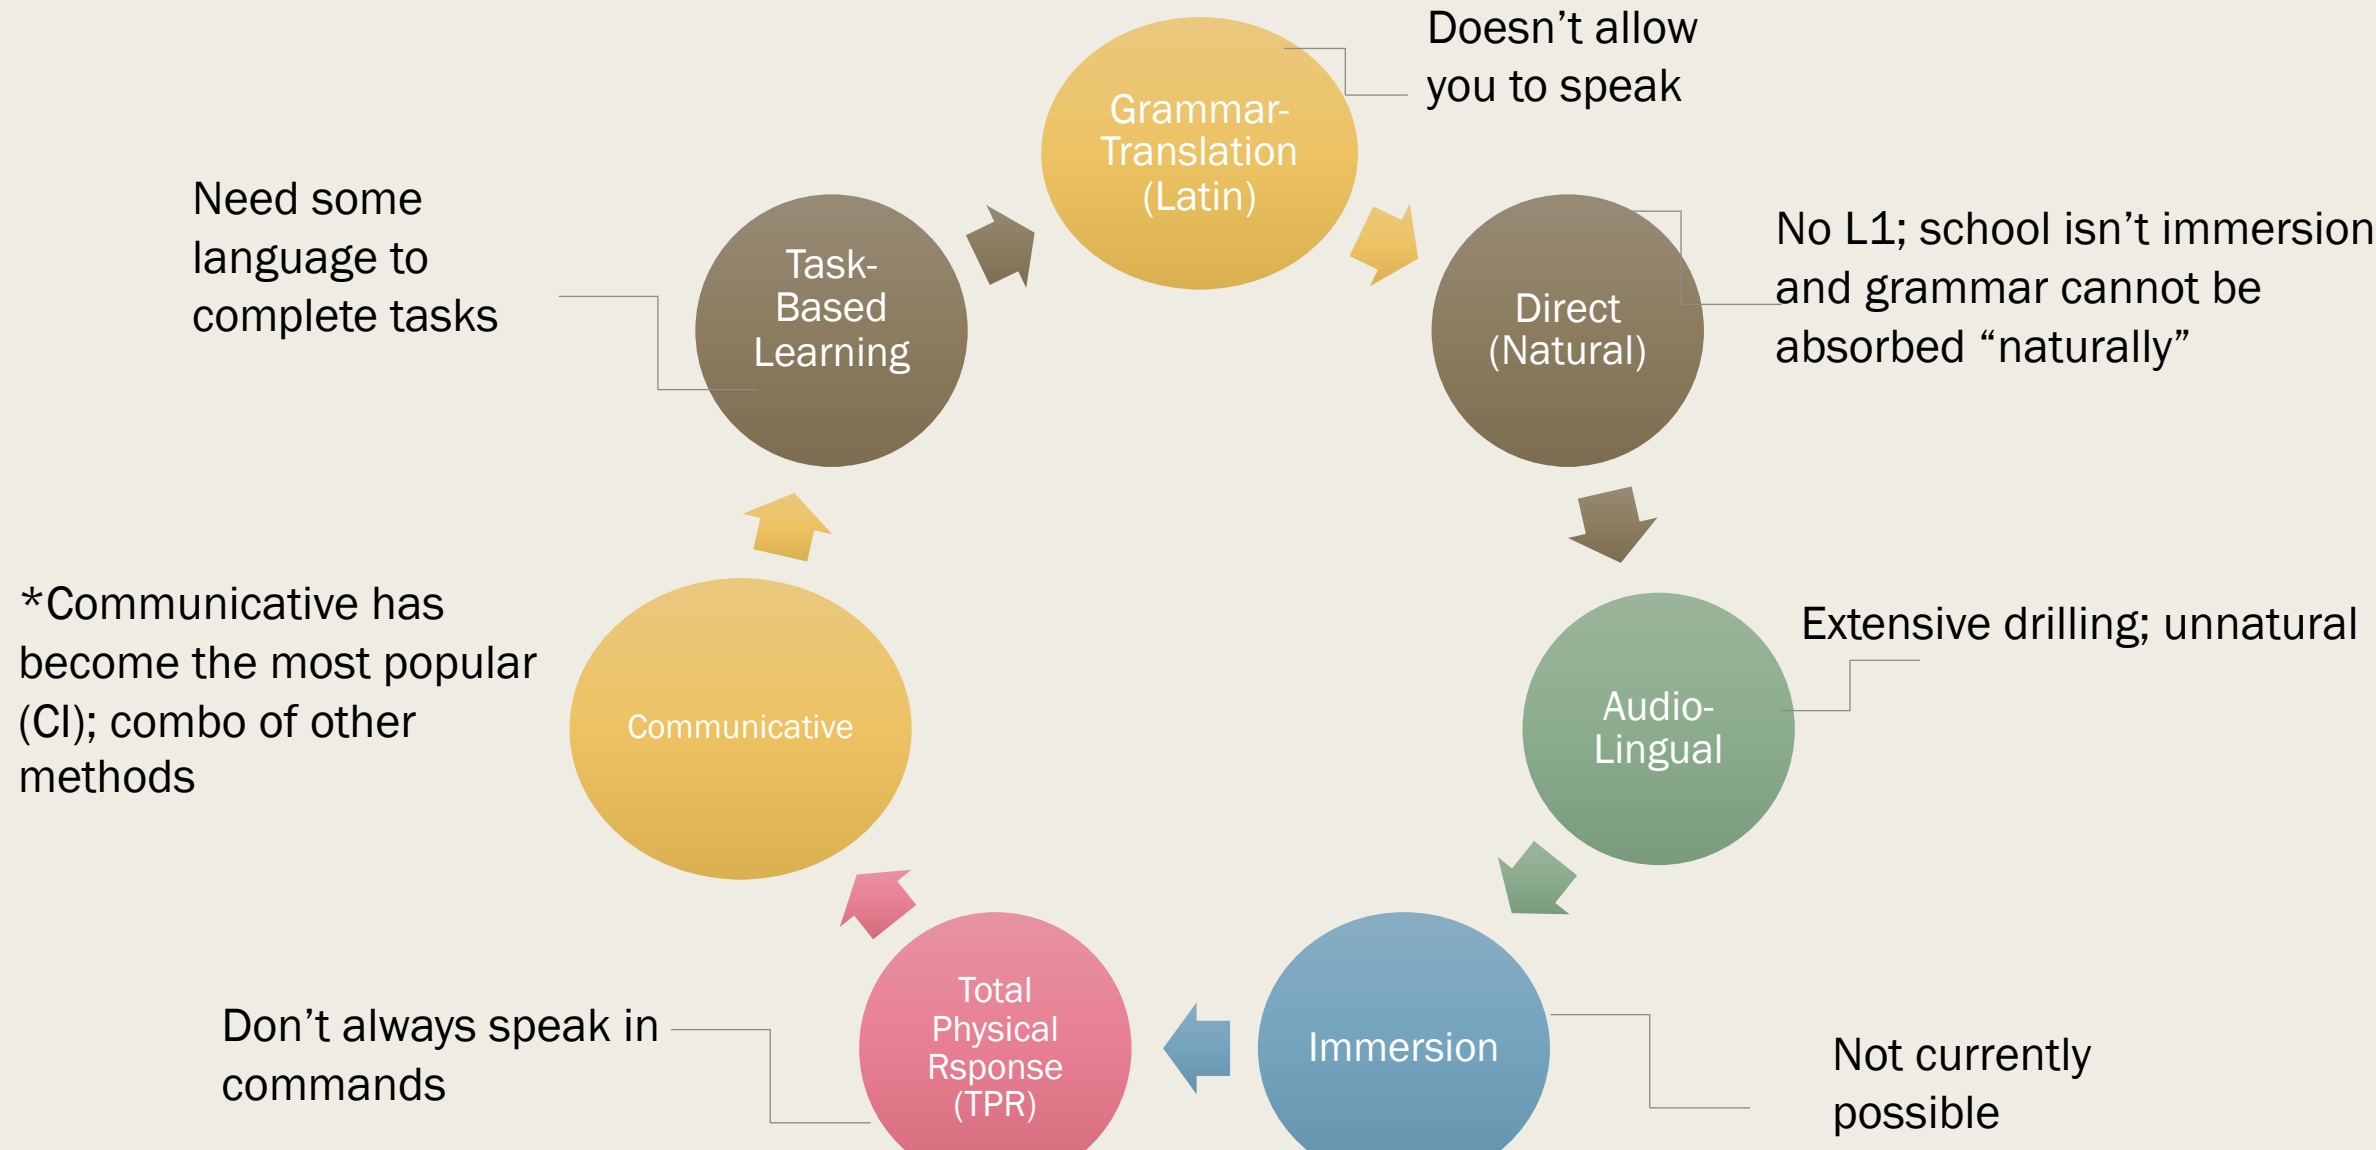 Doesn’t allow
you to speak
Grammar-
Translation
(Latin)
Need some
language to
complete tasks
Task-
Based
Learning
No L1; school isn’t immersion
and grammar cannot be
absorbed “naturally”
Direct
(Natural)
*Communicative has
become the most popular
(CI); combo of other
methods
Communicative
Extensive drilling; unnatural
Audio-
Lingual
Don’t always speak in
commands
Total
Physical
Rsponse
(TPR)
Immersion
Not currently
possible